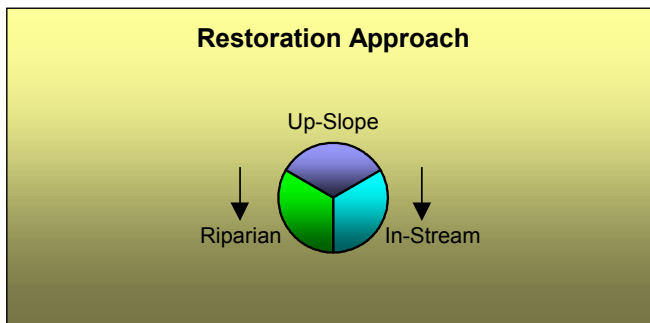 Restoration Approach
Up-Slope
Riparian
In-Stream